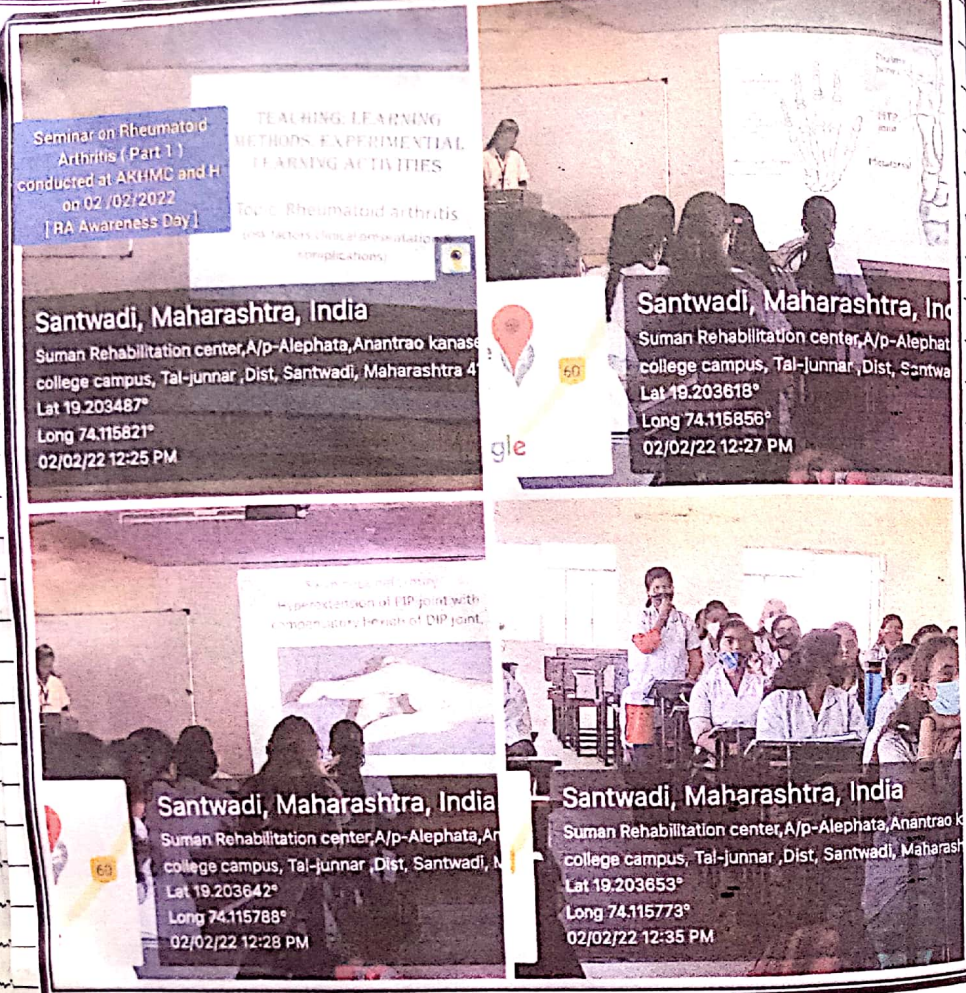 Seminar on Rheumatoid
Arthritis ( Part 1 )
conducted at AKHMC and H
on 02 /02/2022
[ RA Awareness Day ]
TEACHING: LEARNING
METHODS: EXPERIMENTAL
LEARNING ACTIVITIES
Topic: Rheumatoid arthritis
complications)
Santwadi, Maharashtra, India
Suman Rehabilitation center,A/p-Alephata,Anantrao kanase
college campus, Tal-junnar ,Dist, Santwadi, Maharashtra 4
Lat 19.203487°
Long 74.115821°
02/02/22 12:25 PM
gle
60
Santwadi, Maharashtra, Ind
Suman Rehabilitation center,A/p-Alephat
college campus, Tal-junnar ,Dist, Santwa
Lat 19.203618°
Long 74.115856°
02/02/22 12:27 PM
Hyperextension of PIP joint with
compensatory flexion of DIP joint.
60
Santwadi, Maharashtra, India
Suman Rehabilitation center,A/p-Alephata,An
college campus, Tal-junnar ,Dist, Santwadi, M
Lat 19.203642°
Long 74.115788°
02/02/22 12:28 PM
Santwadi, Maharashtra, India
Suman Rehabilitation center,A/p-Alephata,Anantrao k
college campus, Tal-junnar ,Dist, Santwadi, Maharash
Lat 19.203653°
Long 74.115773°
02/02/22 12:35 PM